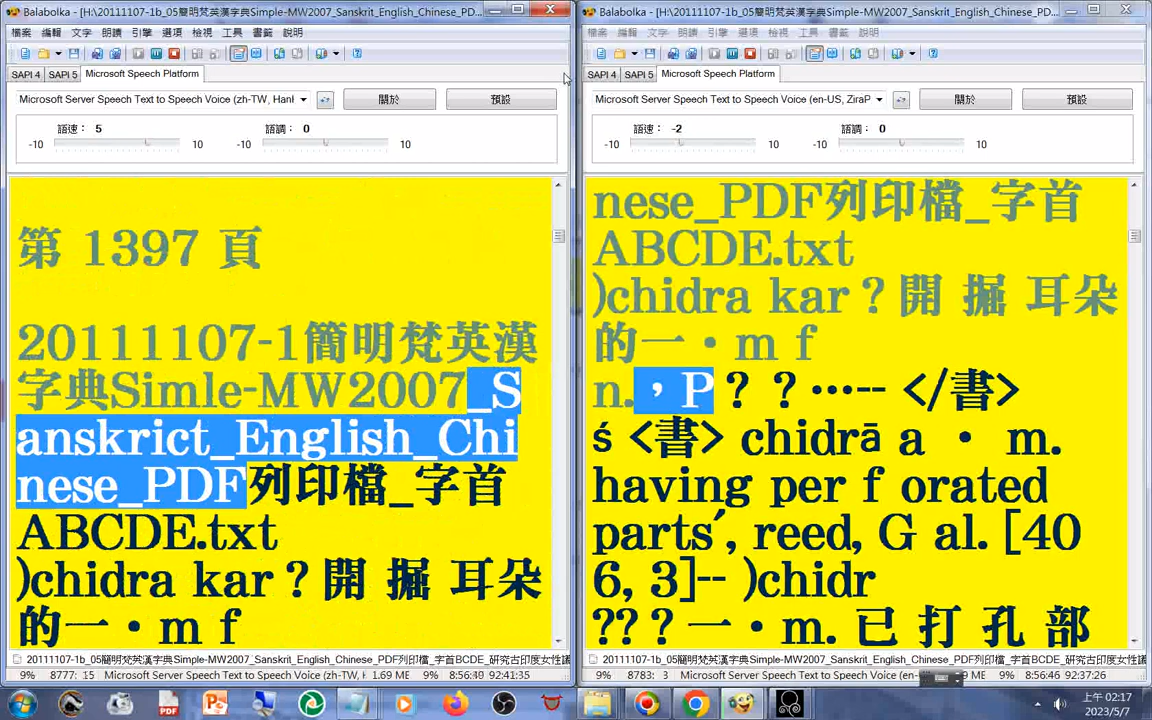 Balabolka - [H:\20111107-1b_05簡明梵英漢字典Simple-MW2007_Sanskrit_English_Chinese_PD...
檔案 編輯 文字 朗讀 引擎 選項 檢視 工具 書籤 說明
SAPI 4 SAPI 5 Microsoft Speech Platform
Microsoft Server Speech Text to Speech Voice (zh-TW, HanH
關於 預設
語速： 5 語調： 0
-10 10 -10 10
第 1397 頁
20111107-1簡明梵英漢
字典Simle-MW2007_S
anskrict_English_Chi
nese_PDF列印檔_字首
ABCDE.txt
)chidra kar？開 掘 耳朵
的一・m f
20111107-1b_05簡明梵英漢字典Simple-MW2007_Sanskrit_English_Chinese_PDF列印檔_字首BCDE_研究古印度女性議
9% 8777: 15 Microsoft Server Speech Text to Speech Voice (zh-TW, H 1.69 MB 9% 8:56:49 92:41:35
Balabolka - [H:\20111107-1b_05簡明梵英漢字典Simple-MW2007_Sanskrit_English_Chinese_PD...
檔案 編輯 文字 朗讀 引擎 選項 檢視 工具 書籤 說明
SAPI 4 SAPI 5 Microsoft Speech Platform
Microsoft Server Speech Text to Speech Voice (en-US, ZiraP
關於 預設
語速： -2 語調： 0
-10 10 -10 10
nese_PDF列印檔_字首
ABCDE.txt
)chidra kar？開 掘 耳朵
的一・m f
n.，P？？…-- </書>
ś <書> chidrā a ・ m.
having per f orated
parts´, reed, G al. [40
6, 3]-- )chidr
??？一・m. 已 打 孔 部
20111107-1b_05簡明梵英漢字典Simple-MW2007_Sanskrit_English_Chinese_PDF列印檔_字首BCDE_研究古印度女性議
9% 8783: 3 Microsoft Server Speech Text to Speech Voice (en-US, ME 9% 8:56:46 92:37:26
上午 02:17
2023/5/7